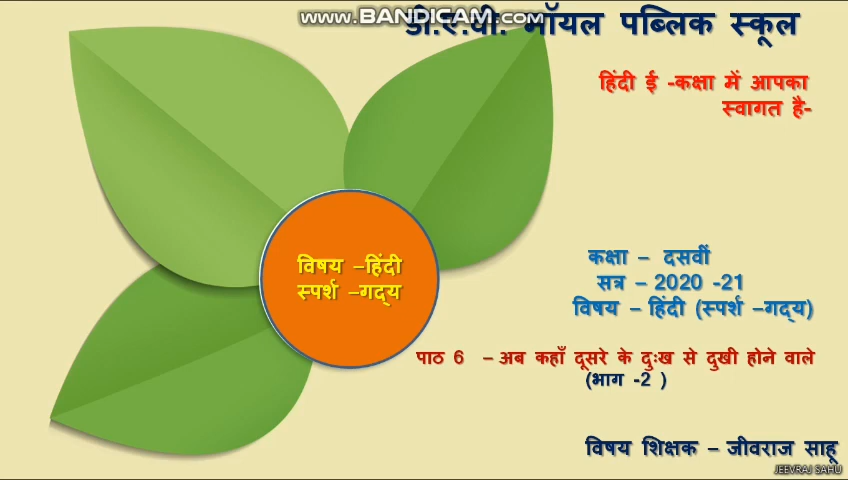 www.BANDICAM.com
डी.ए.वी. मॉयल पब्लिक स्कूल
हिंदी ई -कक्षा में आपका
स्वागत है-
विषय –हिंदी
स्पर्श –गद्य
कक्षा – दसवीं
सत्र – 2020 -21
विषय – हिंदी (स्पर्श –गद्य)
पाठ 6 – अब कहाँ दूसरे के दुःख से दुखी होने वाले
(भाग -2 )
विषय शिक्षक – जीवराज साहू
JEEVRAJ SAHU